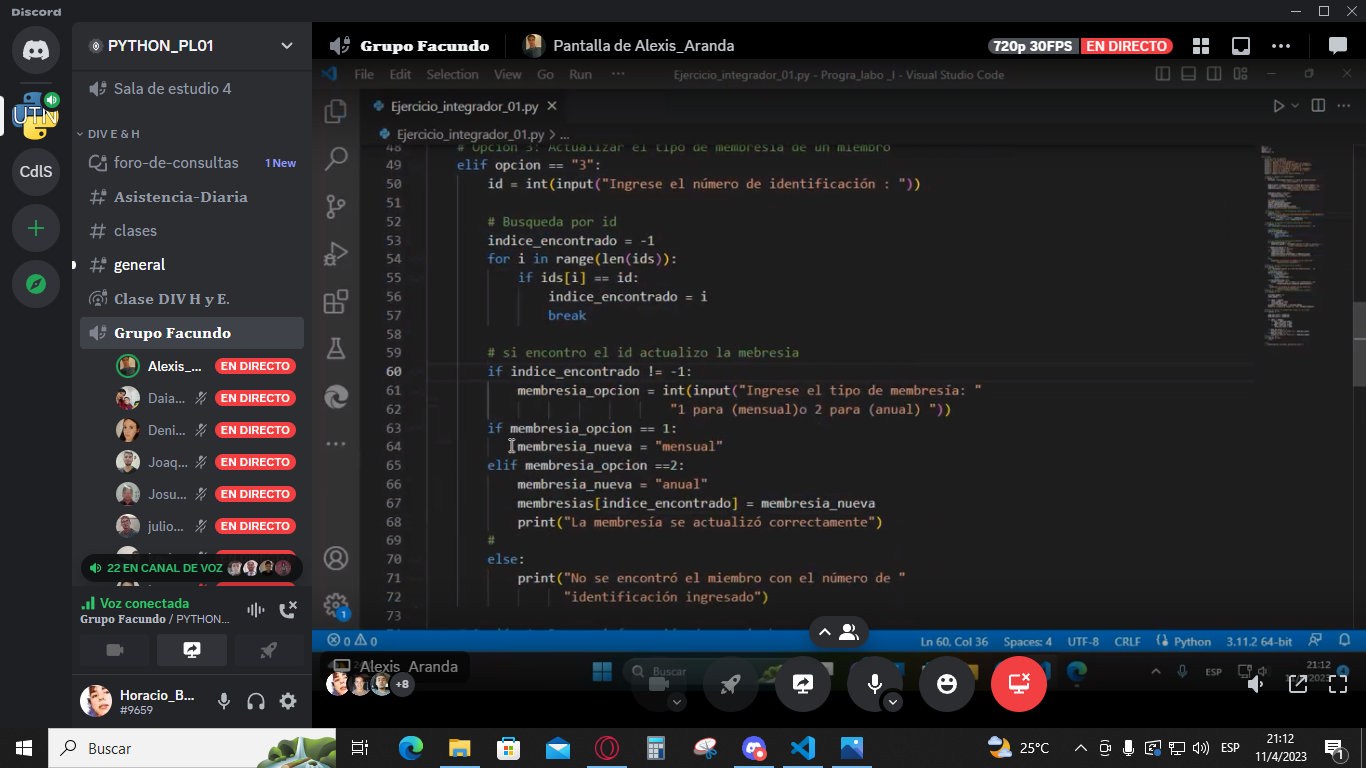 Discord
PYTHON_PL01
Sala de estudio 4
UTN
DIV E & H
foro-de-consultas
1 New
CdlS
Asistencia-Diaria
clases
general
Clase DIV H y E.
Grupo Facundo
Alexis_... EN DIRECTO
Daia... EN DIRECTO
Deni... EN DIRECTO
Joaq... EN DIRECTO
Josu... EN DIRECTO
julio... EN DIRECTO
22 EN CANAL DE VOZ
Voz conectada
Grupo Facundo / PYTHON...
Horacio_B...
#9659
Grupo Facundo
Pantalla de Alexis_Aranda
720p 30FPS EN DIRECTO
File Edit Selection View Go Run ···
Ejercicio_integrador_01.py - Progra_labo _I - Visual Studio Code
Ejercicio_integrador_01.py
Ejercicio_integrador_01.py > ...
48 # Opción 3: Actualizar el tipo de membresía de un miembro
49 elif opcion == "3":
50 id = int(input("Ingrese el número de identificación : "))
51
52 # Busqueda por id
53 indice_encontrado = -1
54 for i in range(len(ids)):
55 if ids[i] == id:
56 indice_encontrado = i
57 break
58
59 # si encontro el id actualizo la mebresia
60 if indice_encontrado != -1:
61 membresia_opcion = int(input("Ingrese el tipo de membresía: "
62 "1 para (mensual)o 2 para (anual) "))
63 if membresia_opcion == 1:
64 membresia_nueva = "mensual"
65 elif membresia_opcion ==2:
66 membresia_nueva = "anual"
67 membresias[indice_encontrado] = membresia_nueva
68 print("La membresía se actualizó correctamente")
69 #
70 else:
71 print("No se encontró el miembro con el número de "
72 "identificación ingresado")
73
0 0
Ln 60, Col 36 Spaces: 4 UTF-8 CRLF Python 3.11.2 64-bit
1
Alexis_Aranda
+8
Buscar
ESP
21:12
Buscar
25°C
ESP
21:12
11/4/2023
1